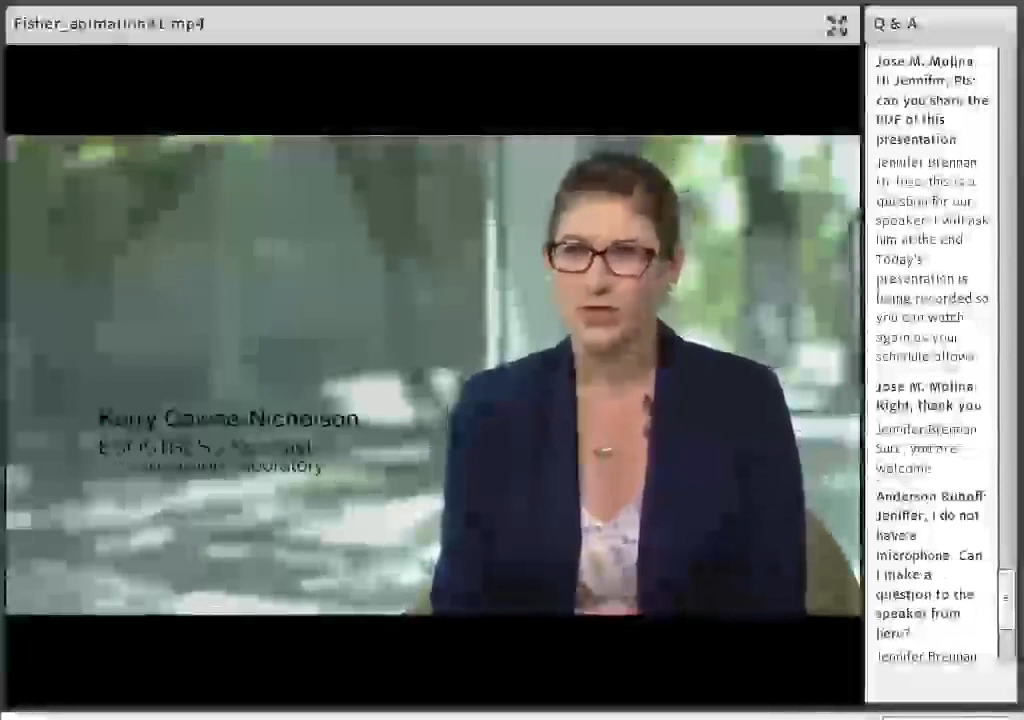 Q & A
Jose M. Molina
Hi Jennifer, Pls
can you share the
PDF of this
presentation
Jennifer Brennan
Hi Jose, this is a
question for our
speaker. I will ask
him at the end
Today's
presentation is
being recorded so
you can watch
again as your
schedule allows
Jose M. Molina
Right, thank you
Jennifer Brennan
Sure, you are
welcome
Anderson
Jeniffer, I do not
have a
microphone. Can
I make a
question to the
speaker from
here?
Jennifer Brennan
Kerry Nicholson
Laboratory